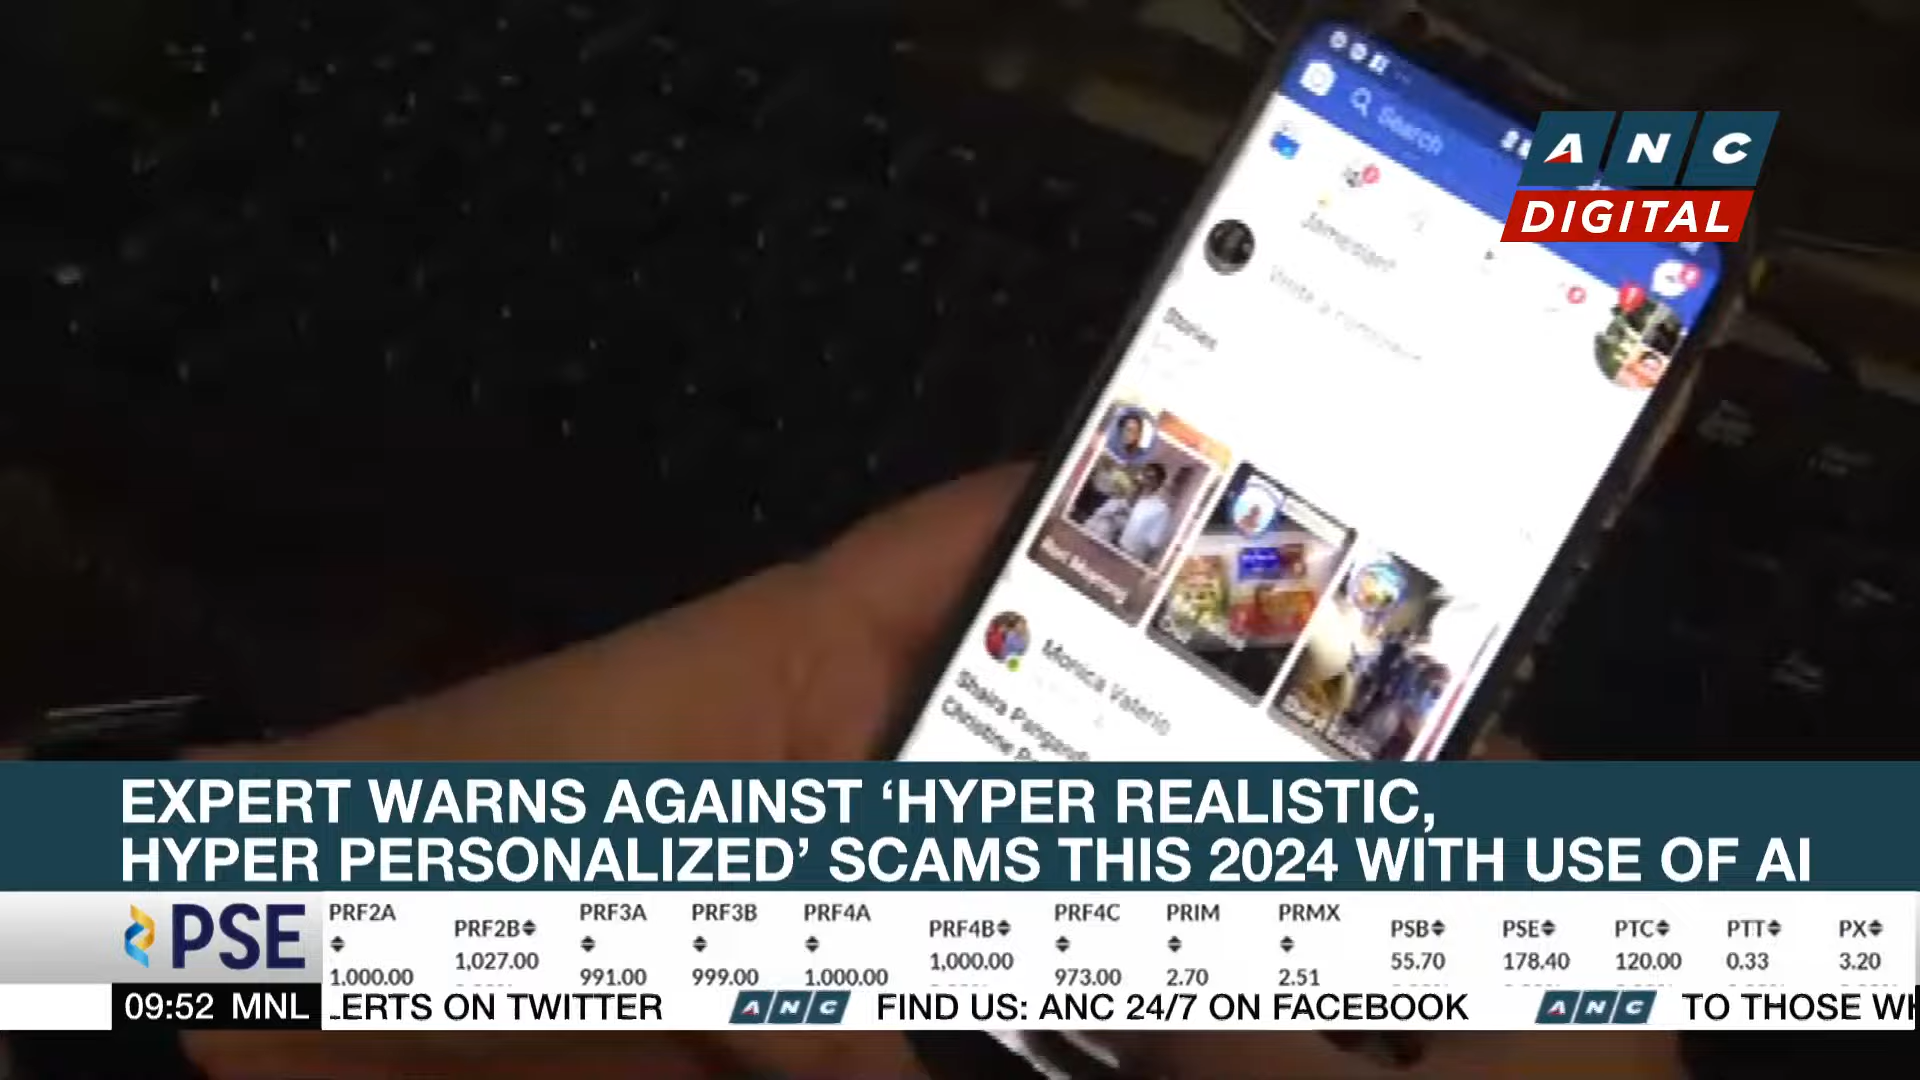 Search
ANC
DIGITAL
Stories
Monica Valerio
Shaira
Christine
EXPERT WARNS AGAINST ‘HYPER REALISTIC,
HYPER PERSONALIZED’ SCAMS THIS 2024 WITH USE OF AI
PSE
PRF2A PRF2B PRF3A PRF3B PRF4A PRF4B PRF4C PRIM PRMX PSB PSE PTC PTT PX
1,000.00 1,027.00 991.00 999.00 1,000.00 1,000.00 973.00 2.70 2.51 55.70 178.40 120.00 0.33 3.20
09:52 MNL ERTS ON TWITTER ANC FIND US: ANC 24/7 ON FACEBOOK ANC TO THOSE WH